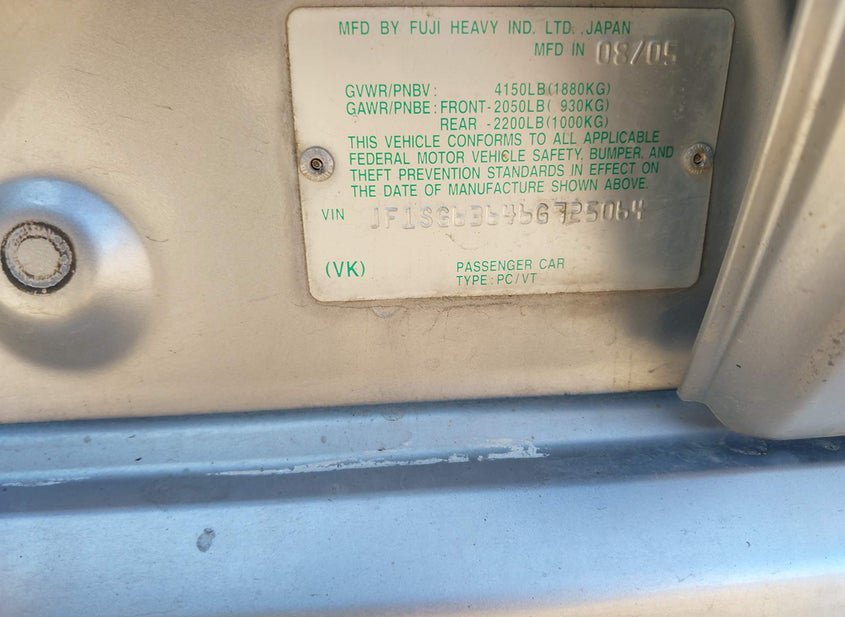 MFD BY FUJI HEAVY IND. LTD. JAPAN
MFD IN 08/05
GVWR/PNBV: 4150LB(1880KG)
GAWR/PNBE: FRONT-2050LB( 930KG)
REAR -2200LB(1000KG)
THIS VEHICLE CONFORMS TO ALL APPLICABLE
FEDERAL MOTOR VEHICLE SAFETY, BUMPER, AND
THEFT PREVENTION STANDARDS IN EFFECT ON
THE DATE OF MANUFACTURE SHOWN ABOVE.
VIN JF1SG63646G725064
(VK) PASSENGER CAR
TYPE: PC/VT